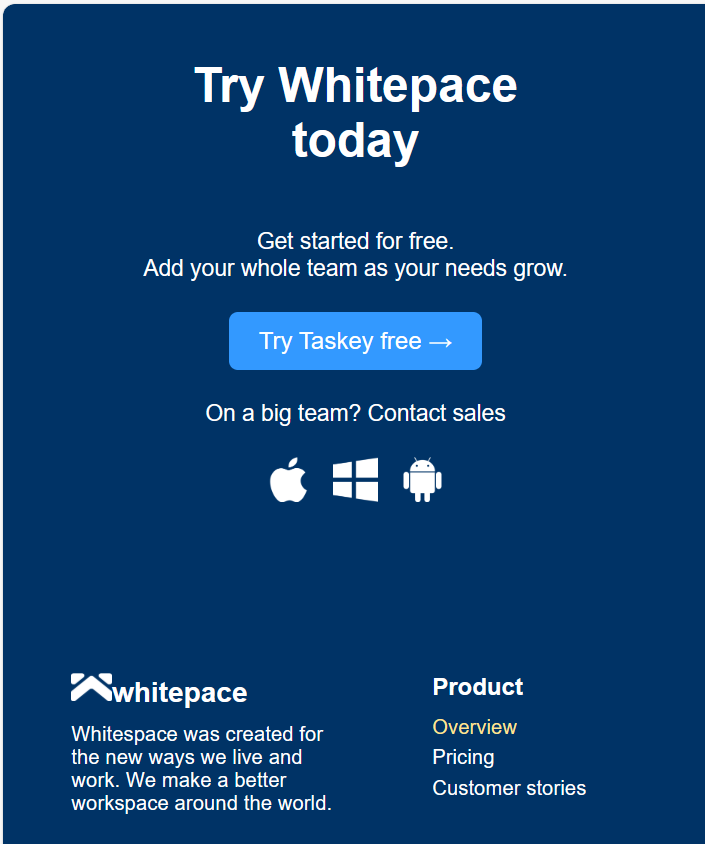 Try Whitepace
today
Get started for free.
Add your whole team as your needs grow.
Try Taskey free →
On a big team? Contact sales
whitepace
Whitespace was created for
the new ways we live and
work. We make a better
workspace around the world.
Product
Overview
Pricing
Customer stories